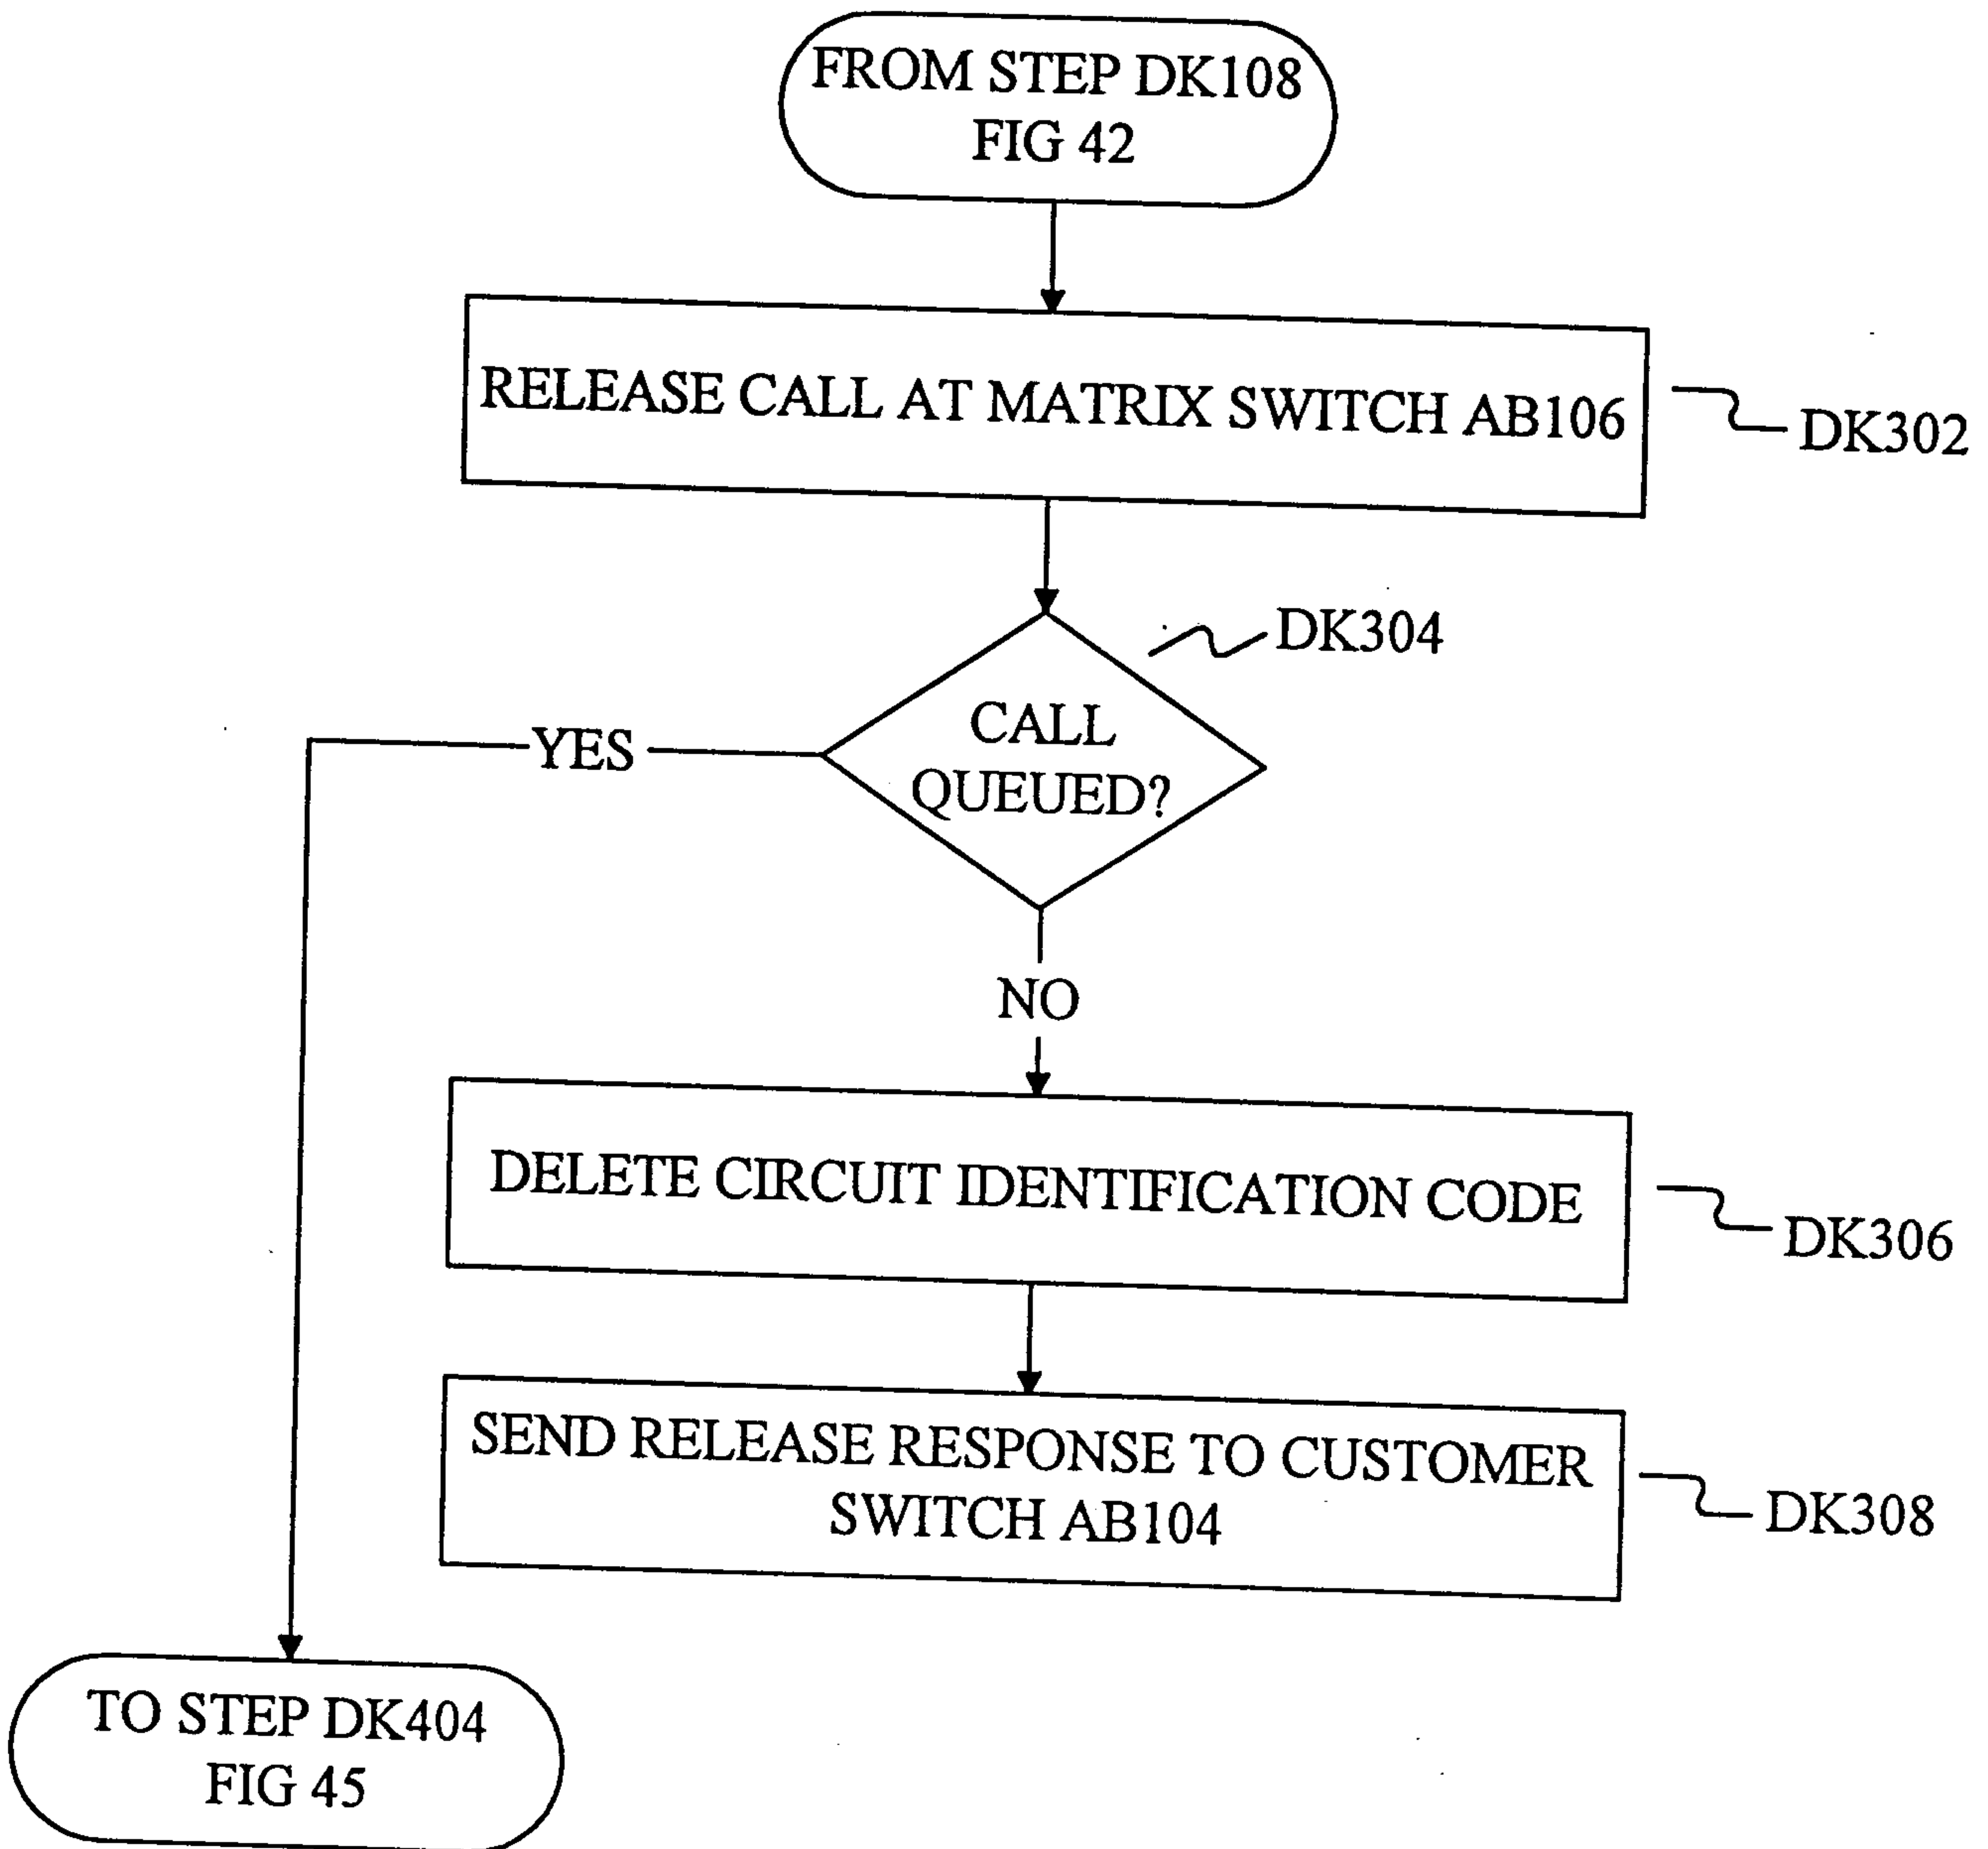 FROM STEP DK108
FIG 42
RELEASE CALL AT MATRIX SWITCH AB106
DK302
DK304
CALL
QUEUED?
YES
NO
DELETE CIRCUIT IDENTIFICATION CODE
DK306
SEND RELEASE RESPONSE TO CUSTOMER
SWITCH AB104
DK308
TO STEP DK404
FIG 45